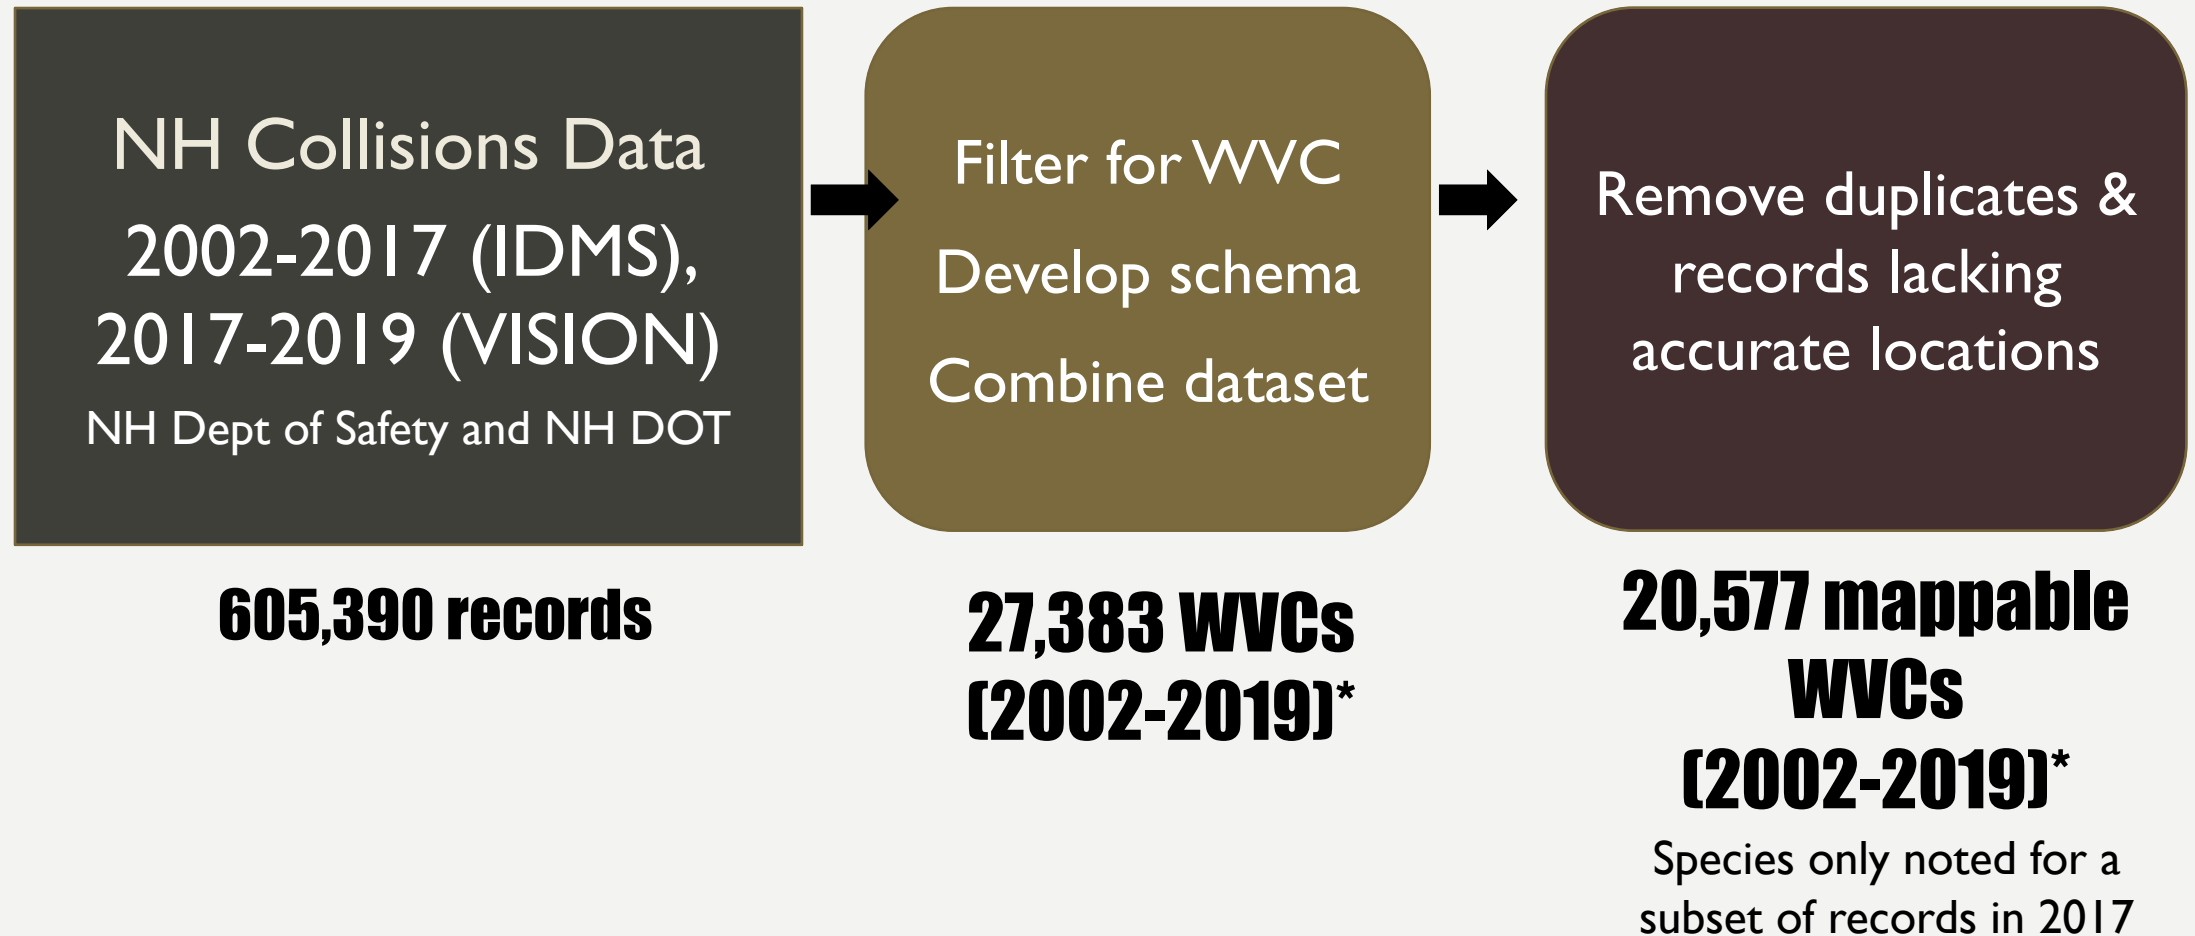 NH Collisions Data
2002-2017 (IDMS),
2017-2019 (VISION)
NH Dept of Safety and NH DOT
605,390 records
Filter for WVC
Develop schema
Combine dataset
27,383 WVCs
(2002-2019)*
Remove duplicates &
records lacking
accurate locations
20,577 mappable
WVCs
(2002-2019)*
Species only noted for a
subset of records in 2017